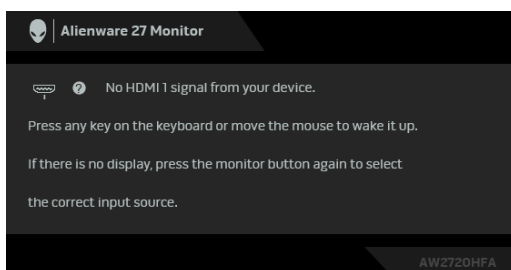 Alienware 27 Monitor
? No HDMI 1 signal from your device.
Press any key on the keyboard or move the mouse to wake it up.
If there is no display, press the monitor button again to select
the correct input source.
AW2720HFA